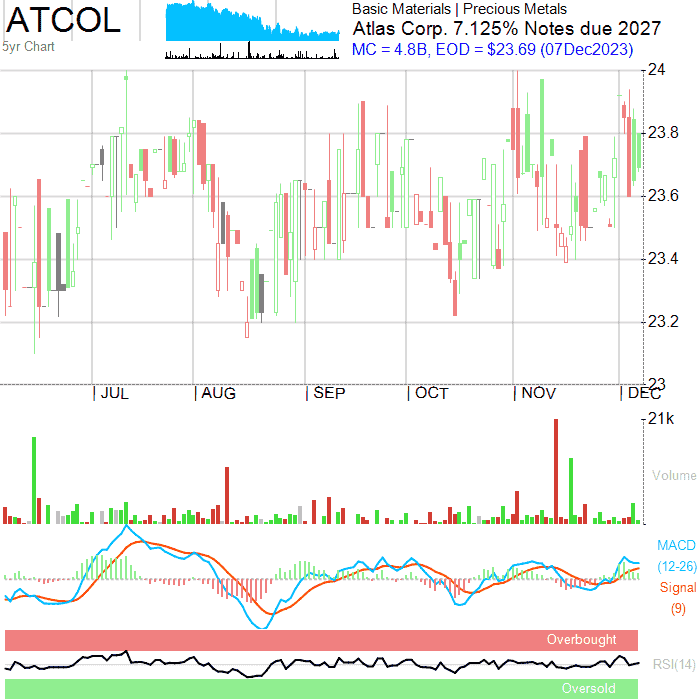 ATCOL
5yr Chart
Basic Materials | Precious Metals
Atlas Corp. 7.125% Notes due 2027
MC = 4.8B, EOD = $23.69 (07Dec2023)
24
23.8
23.6
23.4
23.2
23
JUL AUG SEP OCT NOV DEC
21k
Volume
MACD
(12-26)
Signal
(9)
Overbought
RSI(14)
Oversold